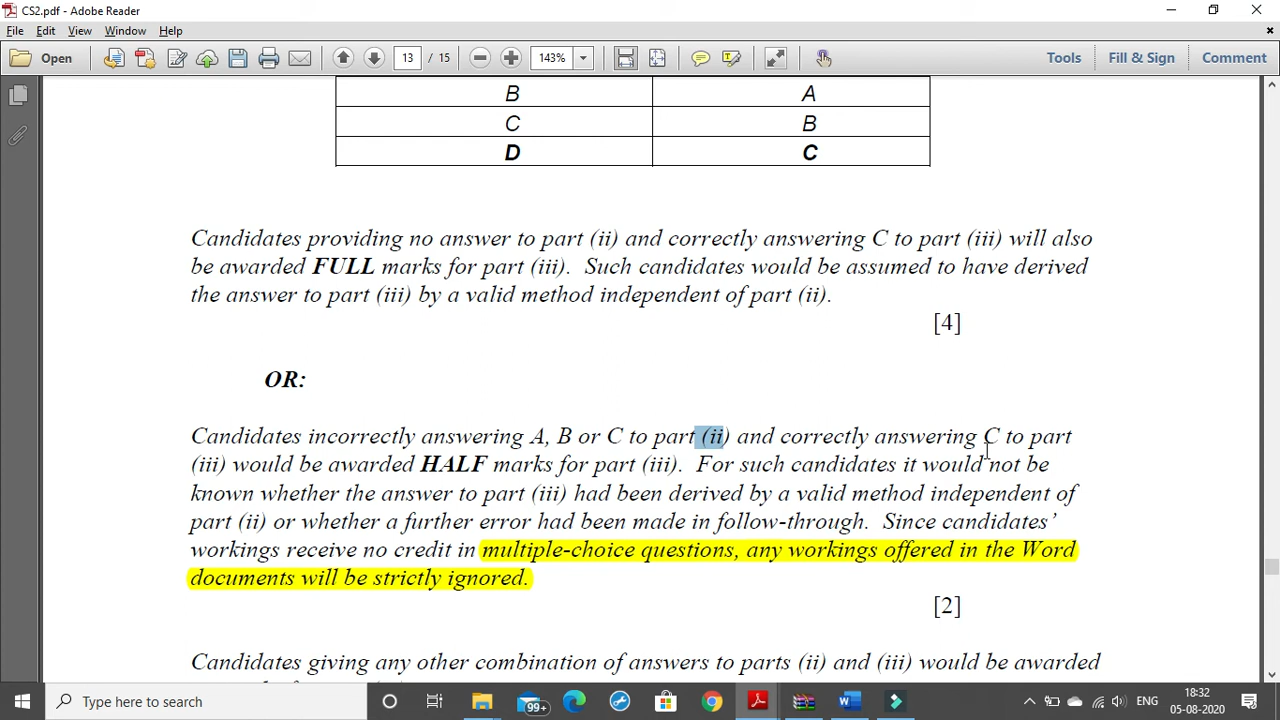 CS2.pdf - Adobe Reader
File Edit View Window Help
Open 13 / 15 143% Tools Fill & Sign Comment
B A
C B
D C
Candidates providing no answer to part (ii) and correctly answering C to part (iii) will also
be awarded FULL marks for part (iii). Such candidates would be assumed to have derived
the answer to part (iii) by a valid method independent of part (ii).
[4]
OR:
Candidates incorrectly answering A, B or C to part (ii) and correctly answering C to part
(iii) would be awarded HALF marks for part (iii). For such candidates it would not be
known whether the answer to part (iii) had been derived by a valid method independent of
part (ii) or whether a further error had been made in follow-through. Since candidates’
workings receive no credit in multiple-choice questions, any workings offered in the Word
documents will be strictly ignored.
[2]
Candidates giving any other combination of answers to parts (ii) and (iii) would be awarded
Type here to search 99+ ENG 18:32
05-08-2020